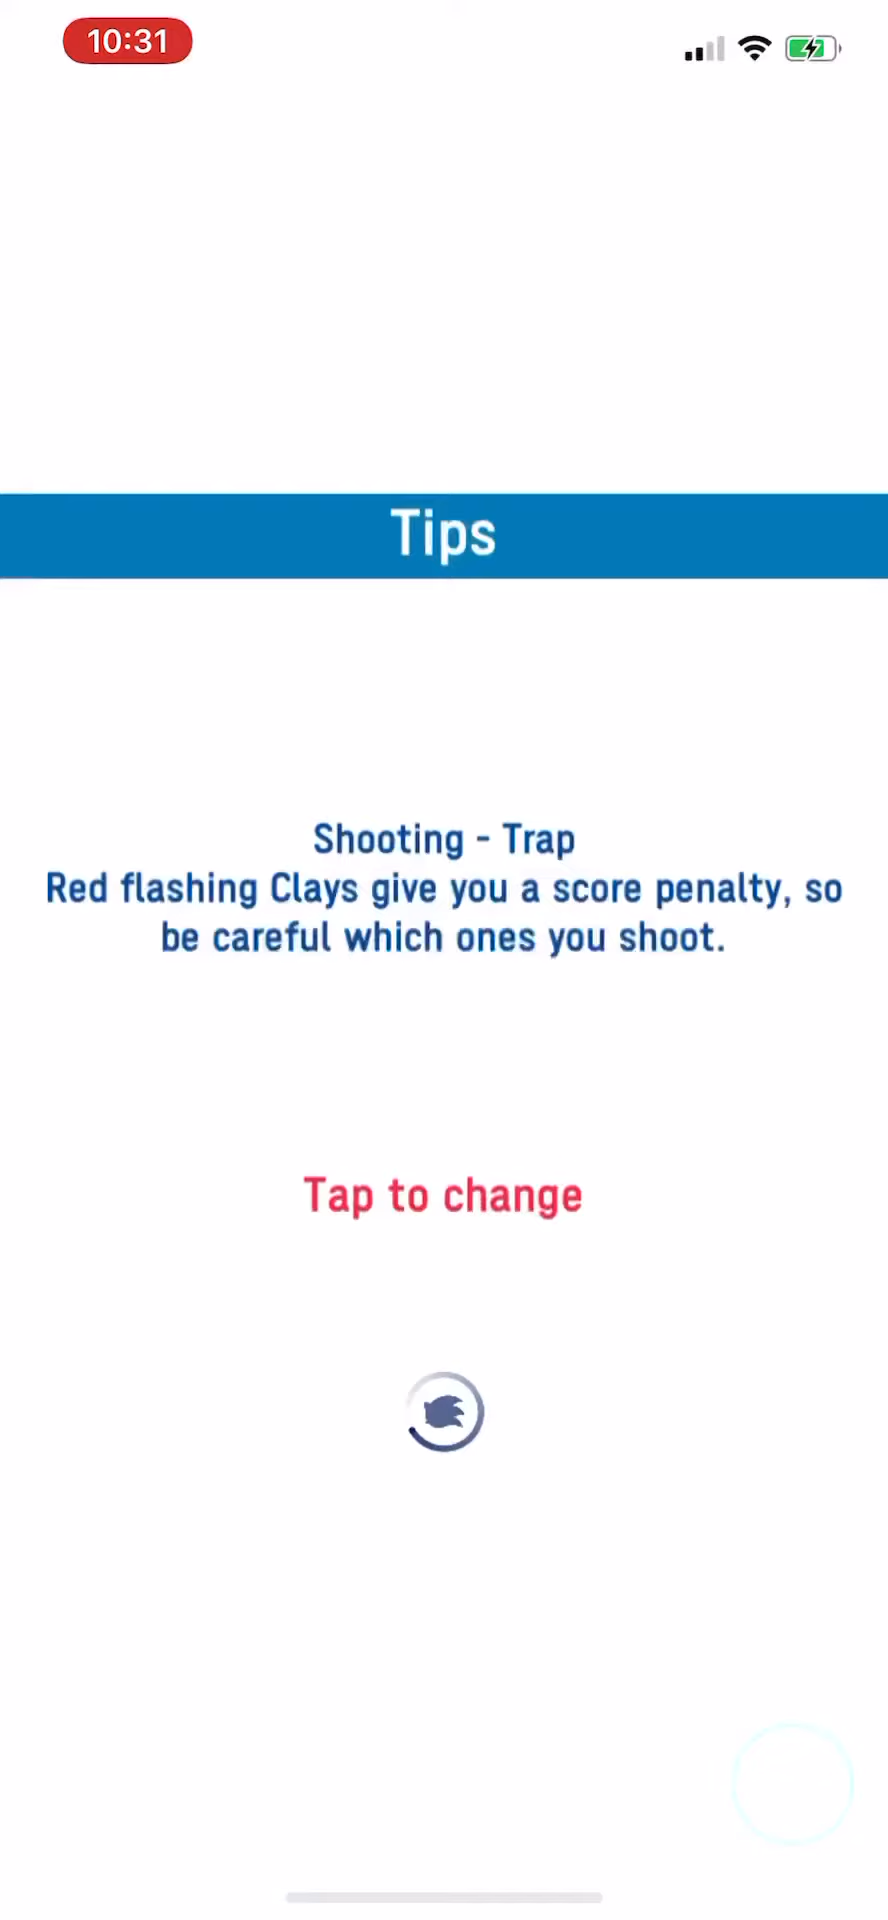 10:31
Tips
Shooting - Trap
Red flashing Clays give you a score penalty, so
be careful which ones you shoot.
Tap to change